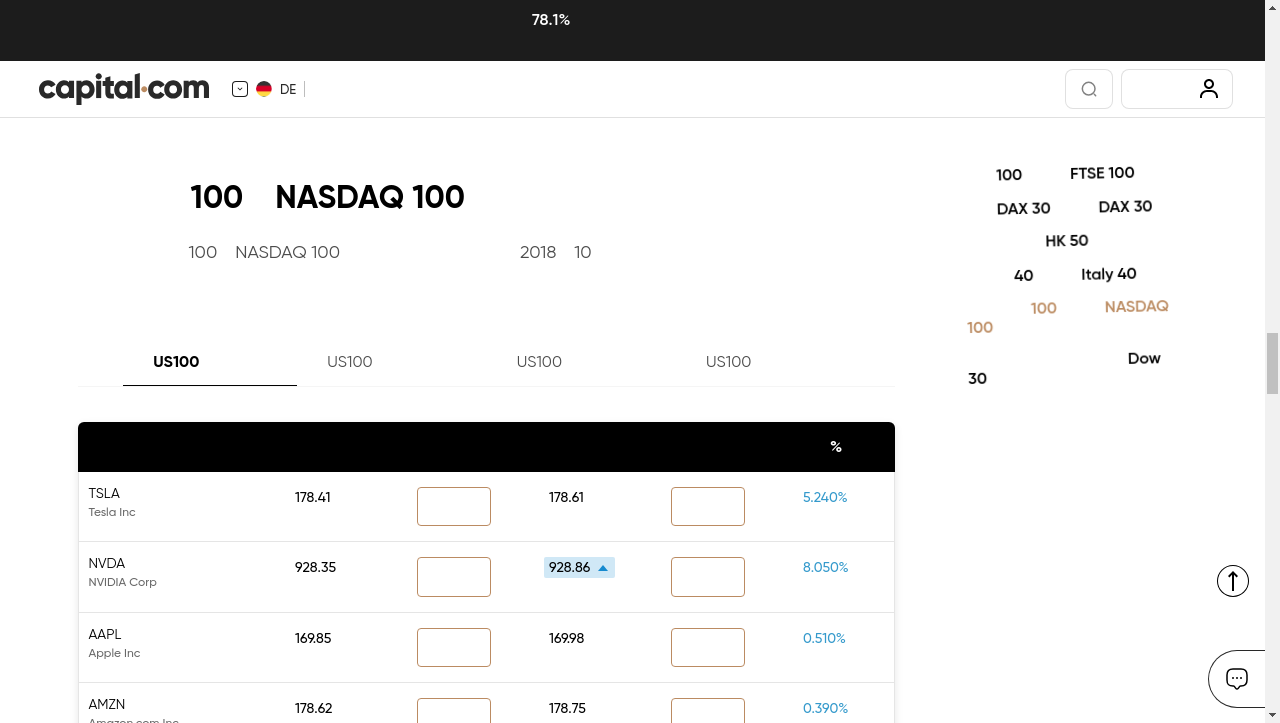 78.1%
capital.com
DE
100 NASDAQ 100
100 NASDAQ 100 2018 10
100 FTSE 100
DAX 30 DAX 30
HK 50
40 Italy 40
100 NASDAQ
100
Dow
30
US100 US100 US100 US100
%
TSLA 178.41 178.61 5.240%
Tesla Inc
NVDA 928.35 928.86 8.050%
NVIDIA Corp
AAPL 169.85 169.98 0.510%
Apple Inc
AMZN 178.62 178.75 0.390%
Amazon.com Inc